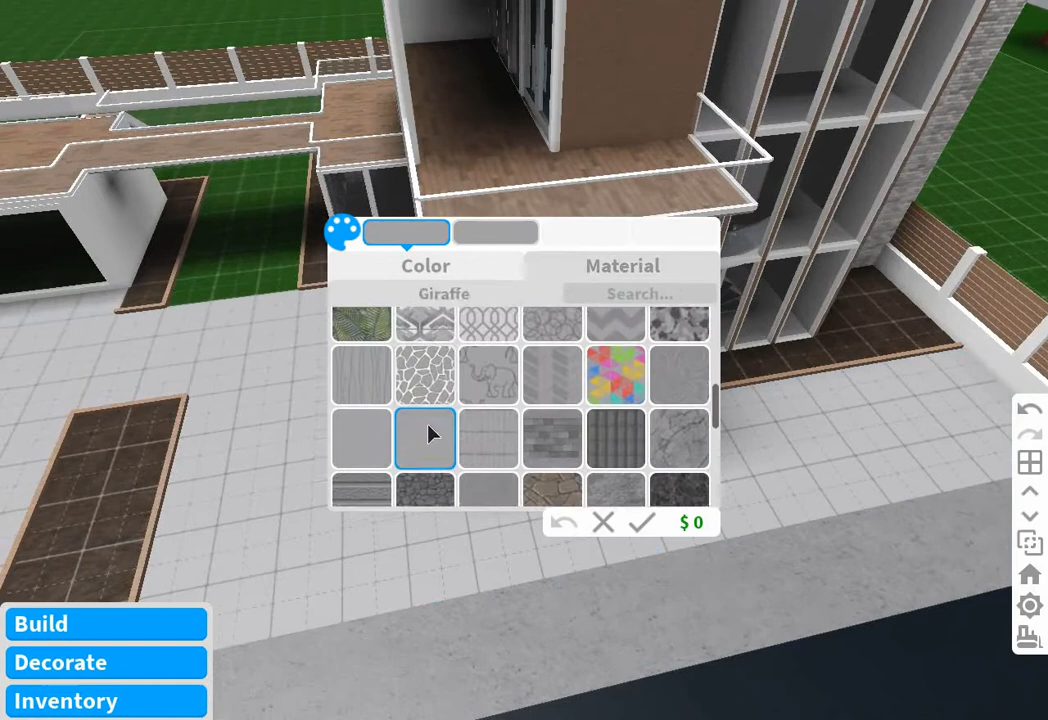 Color
Material
Giraffe
Search...
$ 0
Build
Decorate
Inventory